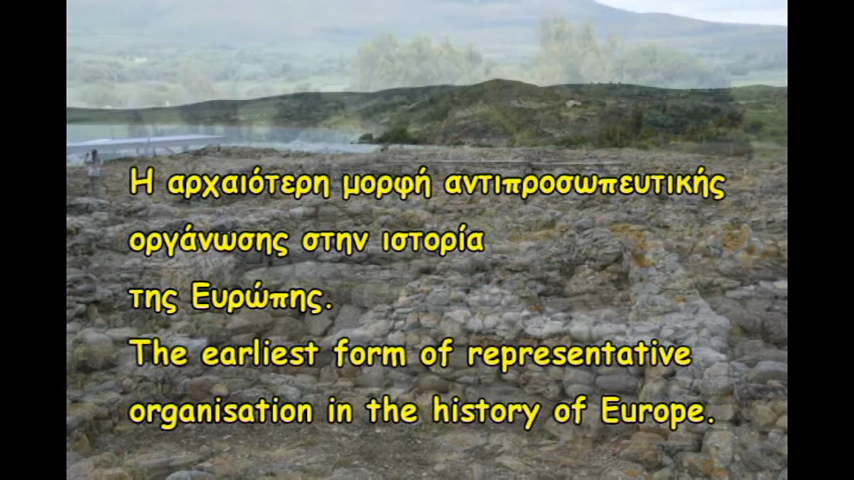 Η αρχαιότερη μορφή αντιπροσωπευτικής
οργάνωσης στην ιστορία
της Ευρώπης.
The earliest form of representative
organisation in the history of Europe.